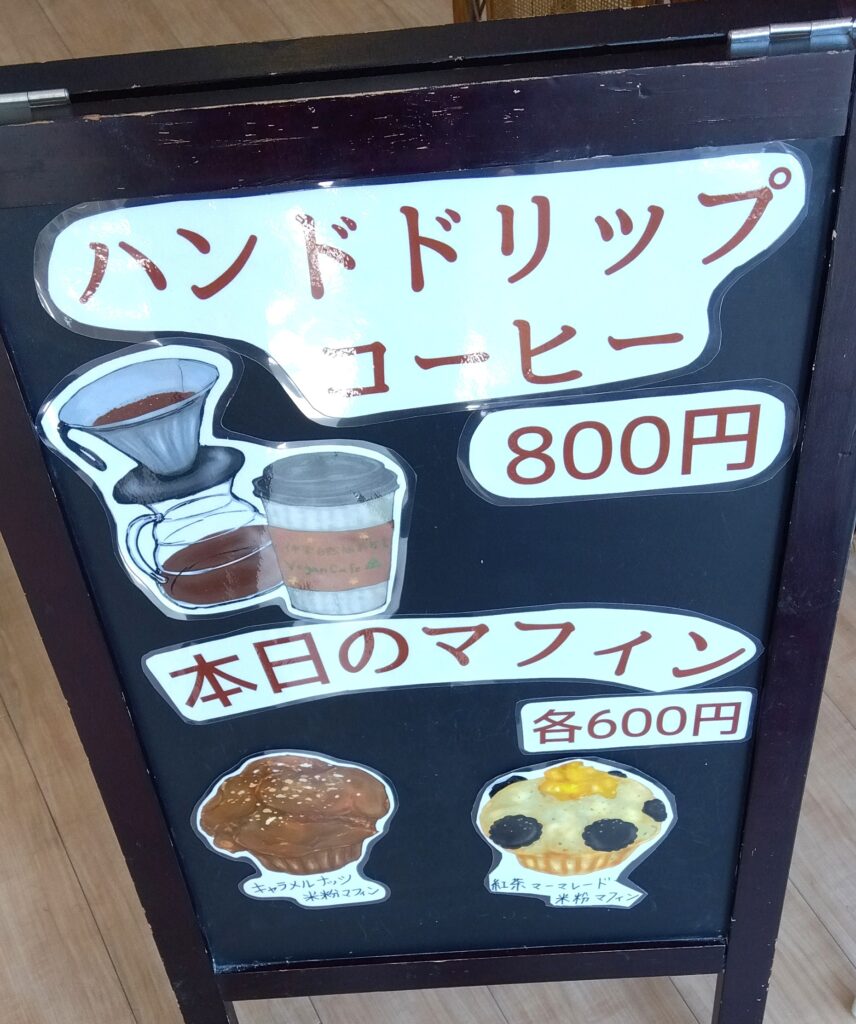 ハンドドリップ
コーヒー
800円
Vegan Cafe
本日のマフィン
各600円
キャラメルナッツ
米粉マフィン
紅茶マーマレード
米粉マフィン